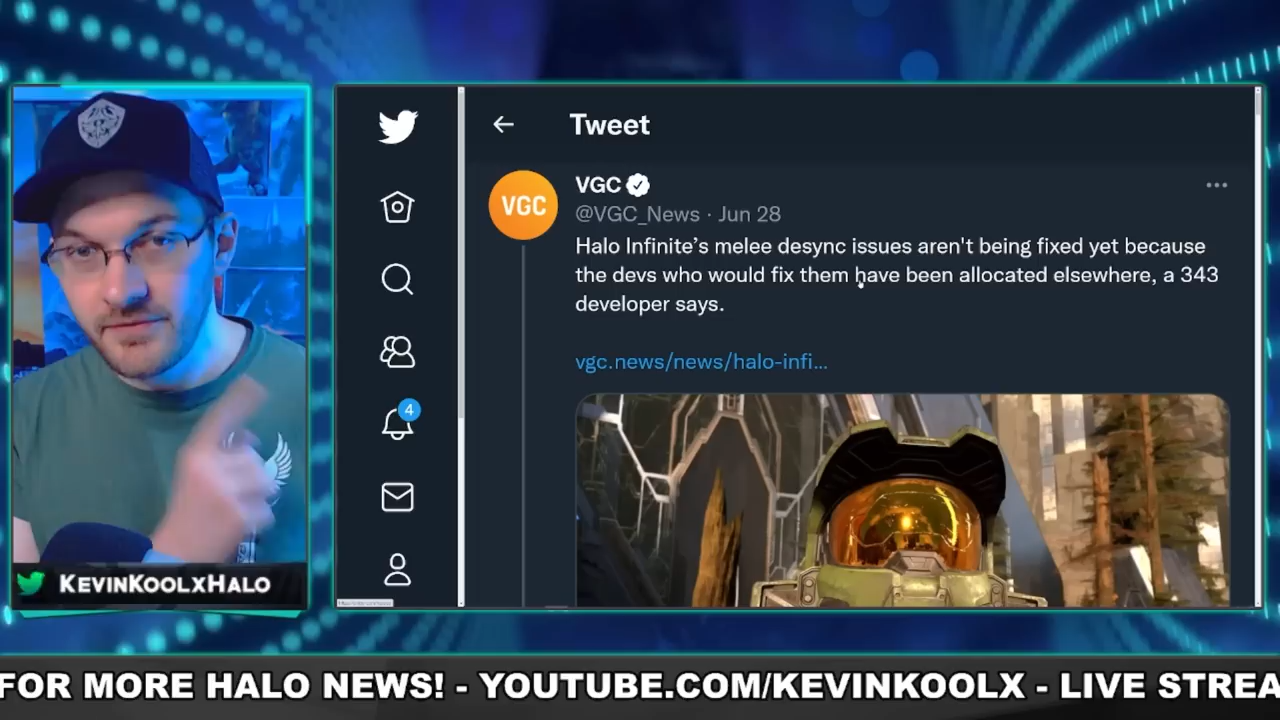 Tweet
VGC
VGC
@VGC_News · Jun 28
Halo Infinite's melee desync issues aren't being fixed yet because
the devs who would fix them have been allocated elsewhere, a 343
developer says.
vgc.news/news/halo-infi...
4
KEVINKOOLXHALO
FOR MORE HALO NEWS! - YOUTUBE.COM/KEVINKOOLX - LIVE STREA